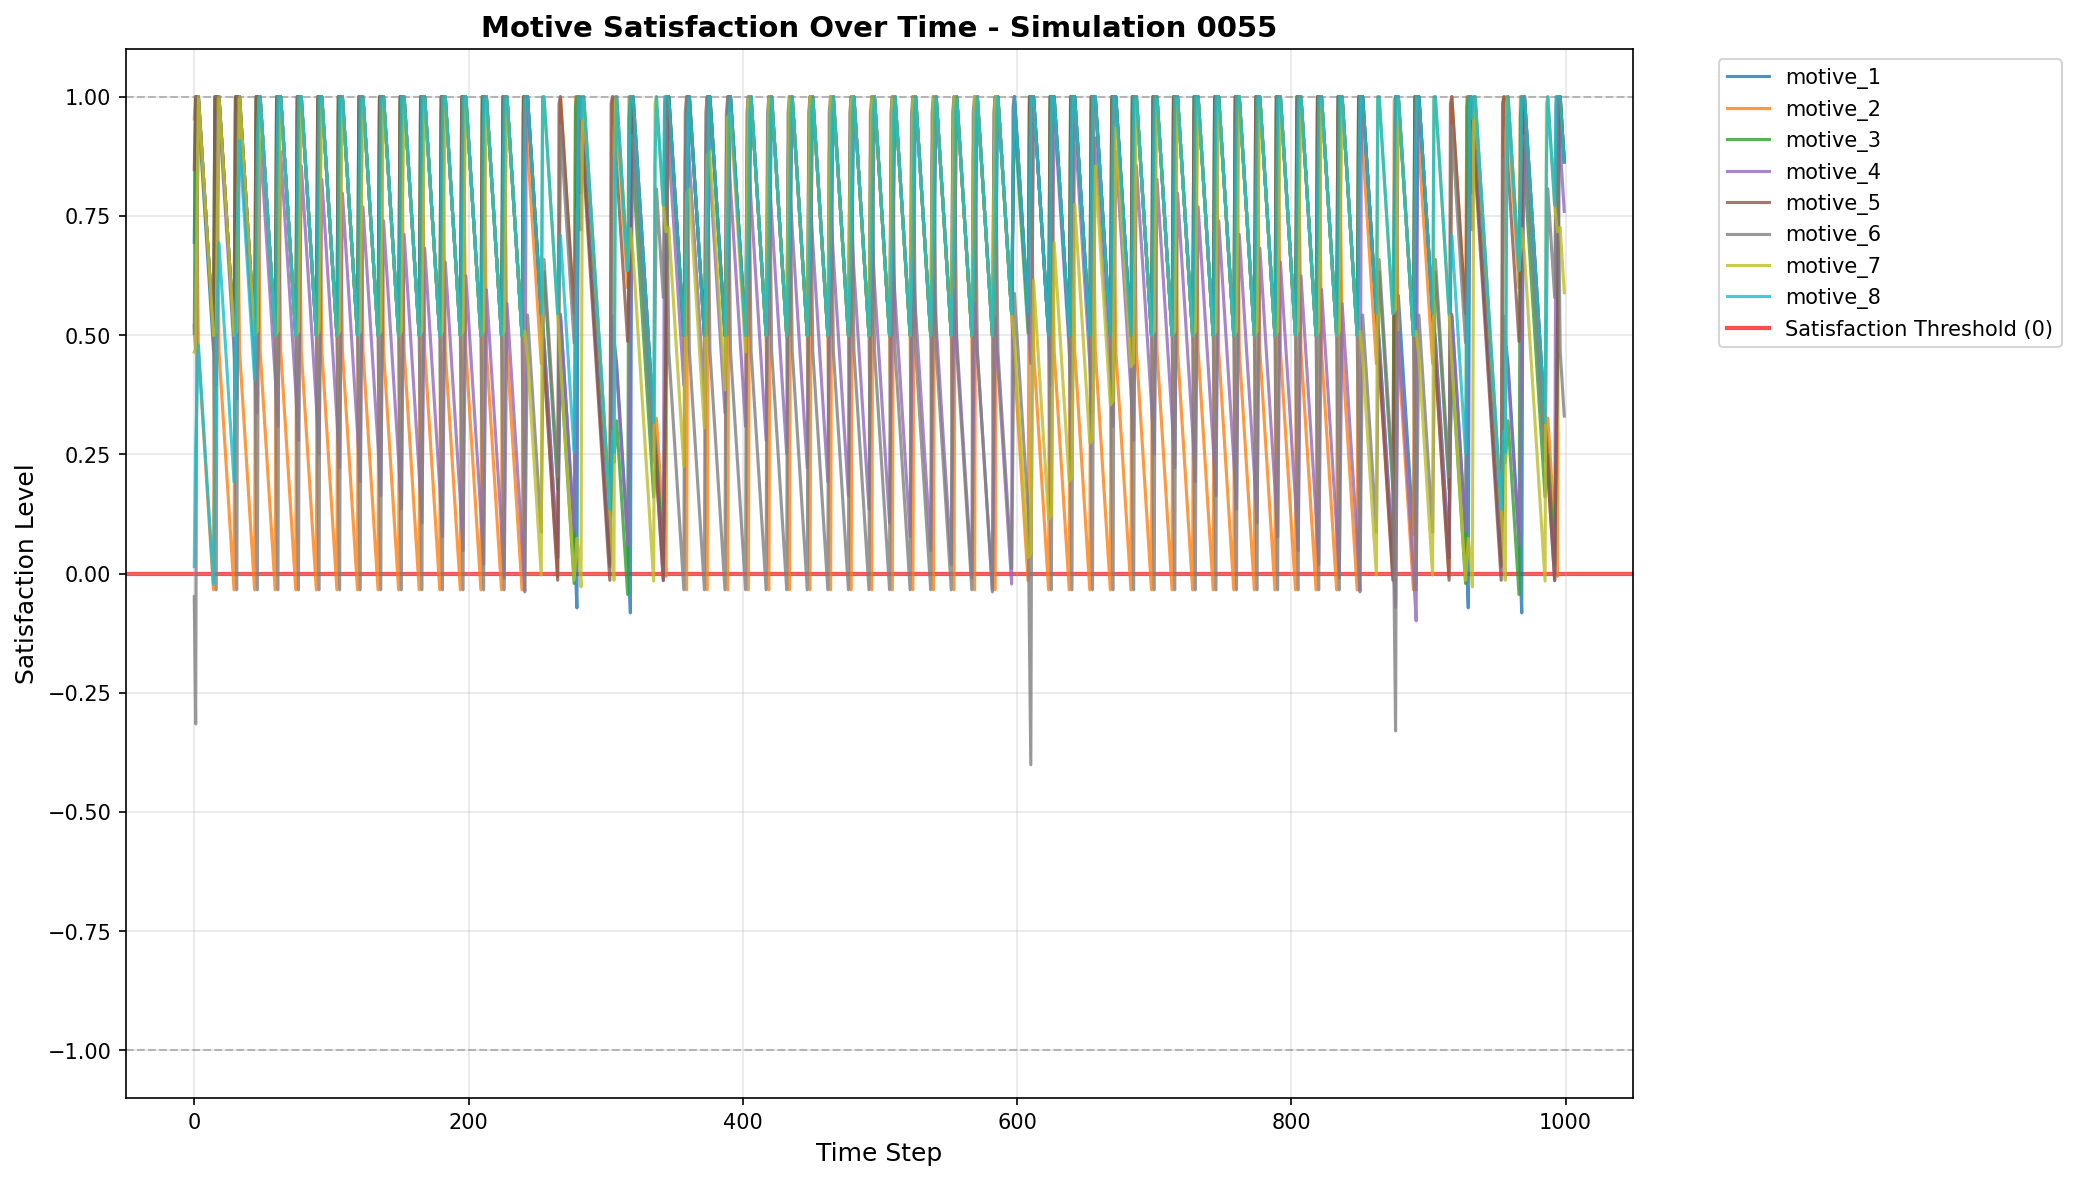 Motive Satisfaction Over Time - Simulation 0055
motive_1
motive_2
motive_3
motive_4
motive_5
motive_6
motive_7
motive_8
Satisfaction Threshold (0)
Satisfaction Level
1.00
0.75
0.50
0.25
0.00
−0.25
−0.50
−0.75
−1.00
0 200 400 600 800 1000
Time Step